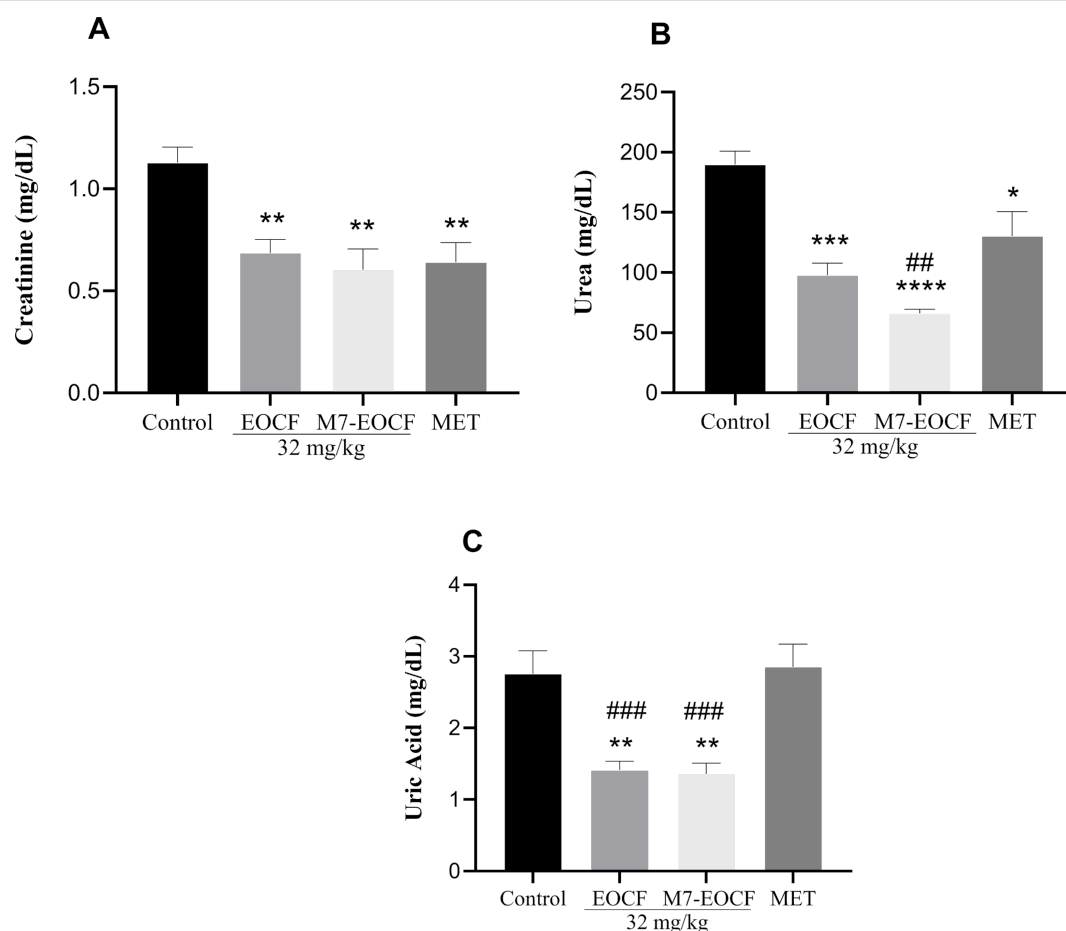 A
Creatinine (mg/dL)
1.5
1.0
0.5
0.0
** ** **
Control EOCF M7-EOCF MET
32 mg/kg
B
Urea (mg/dL)
250
200
150
100
50
0
*
***
##
****
Control EOCF M7-EOCF MET
32 mg/kg
C
Uric Acid (mg/dL)
4
3
2
1
0
### ###
** **
Control EOCF M7-EOCF MET
32 mg/kg